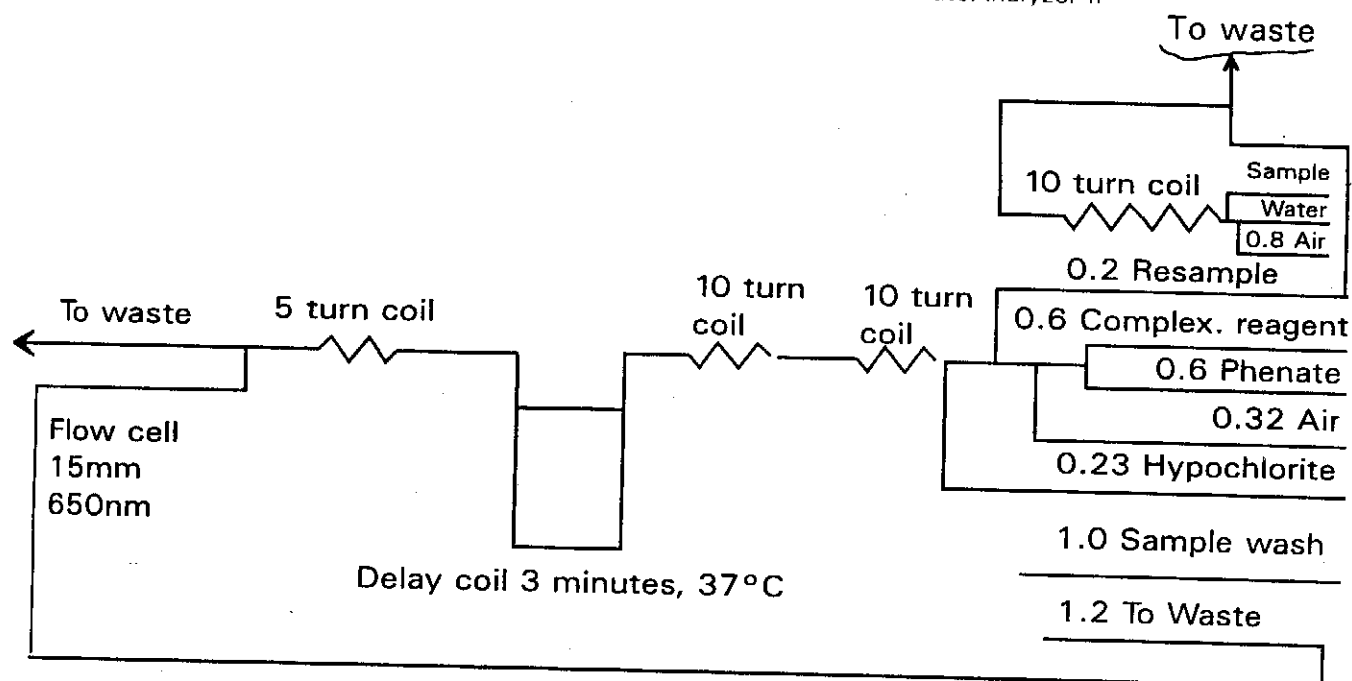 To waste
Sample
10 turn coil
Water
0.8 Air
0.2 Resample
10 turn
coil
10 turn
coil
To waste
5 turn coil
0.6 Complex. reagent
0.6 Phenate
0.32 Air
0.23 Hypochlorite
Flow cell
15mm
650nm
1.0 Sample wash
Delay coil 3 minutes, 37°C
1.2 To Waste